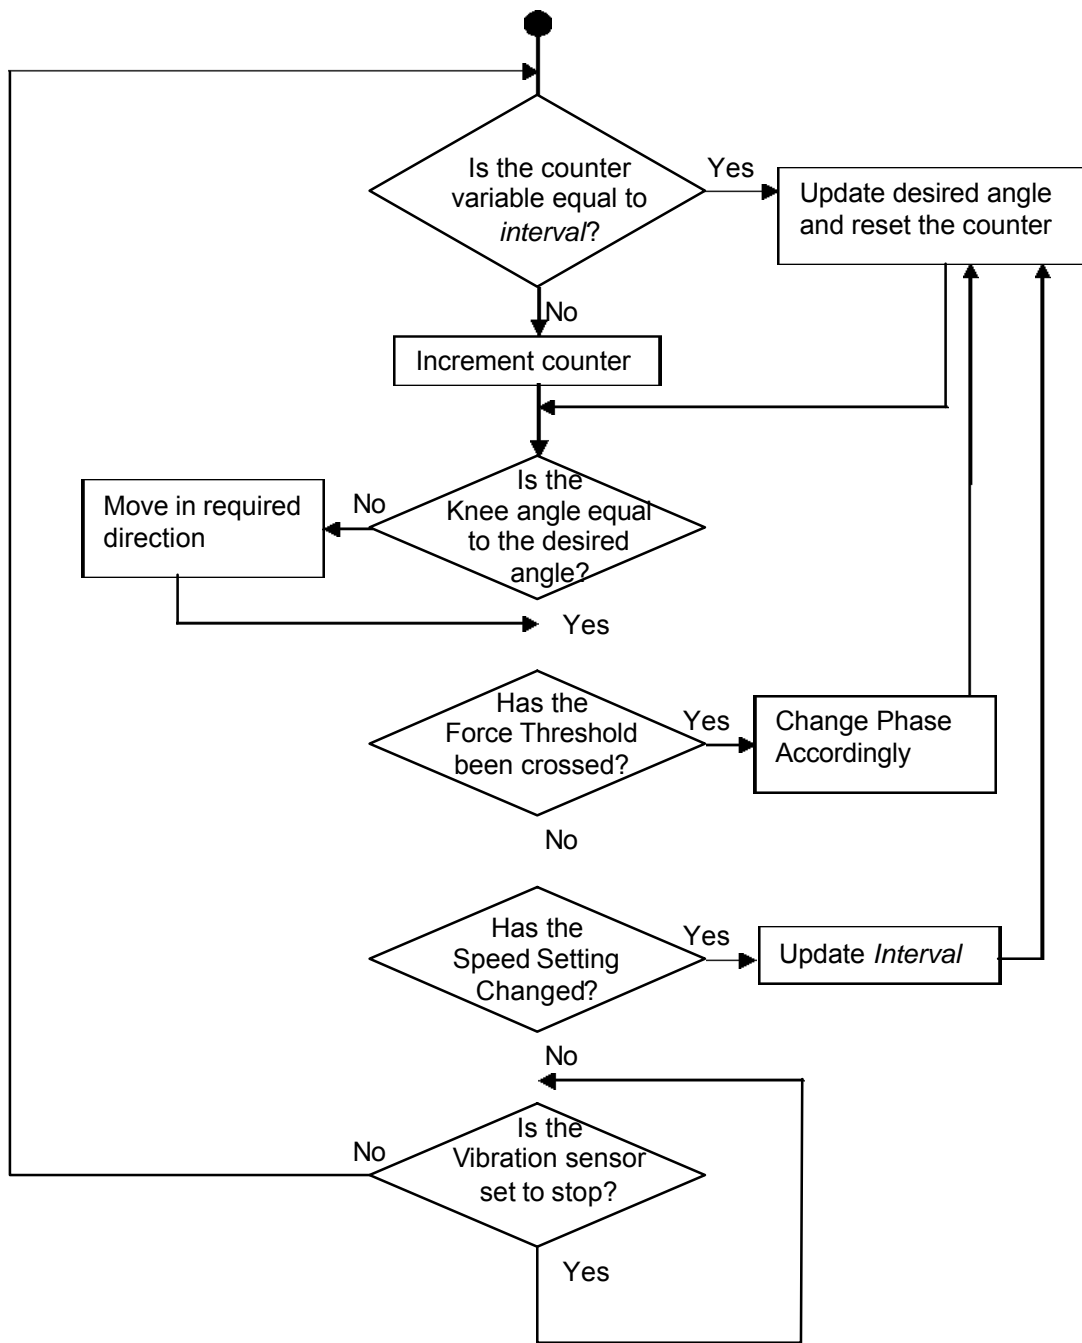 Is the counter
variable equal to
interval?
Yes
Update desired angle
and reset the counter
No
Increment counter
Is the
Knee angle equal
to the desired
angle?
No
Move in required
direction
Yes
Has the
Force Threshold
been crossed?
Yes
Change Phase
Accordingly
No
Has the
Speed Setting
Changed?
Yes
Update Interval
No
Is the
Vibration sensor
set to stop?
No
Yes